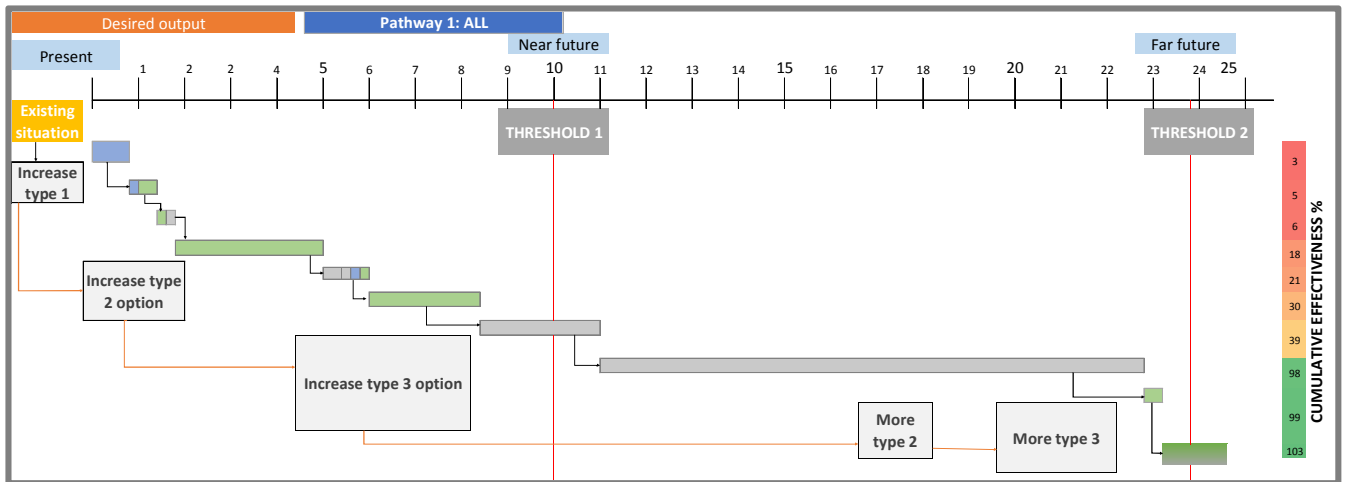 Desired output
Pathway 1: ALL
Present
Near future
Far future
1 2 2 5 6 8 9 10 11 12 13 14 15 16 17 18 19 20 21 22 23 24 25
Existing
situation
THRESHOLD 1
THRESHOLD 2
Increase
type 1
Increase type
2 option
Increase type 3 option
More
type 2
More type 3
3
5
6
18
21
30
39
98
99
103
CUMULATIVE EFFECTIVENESS %